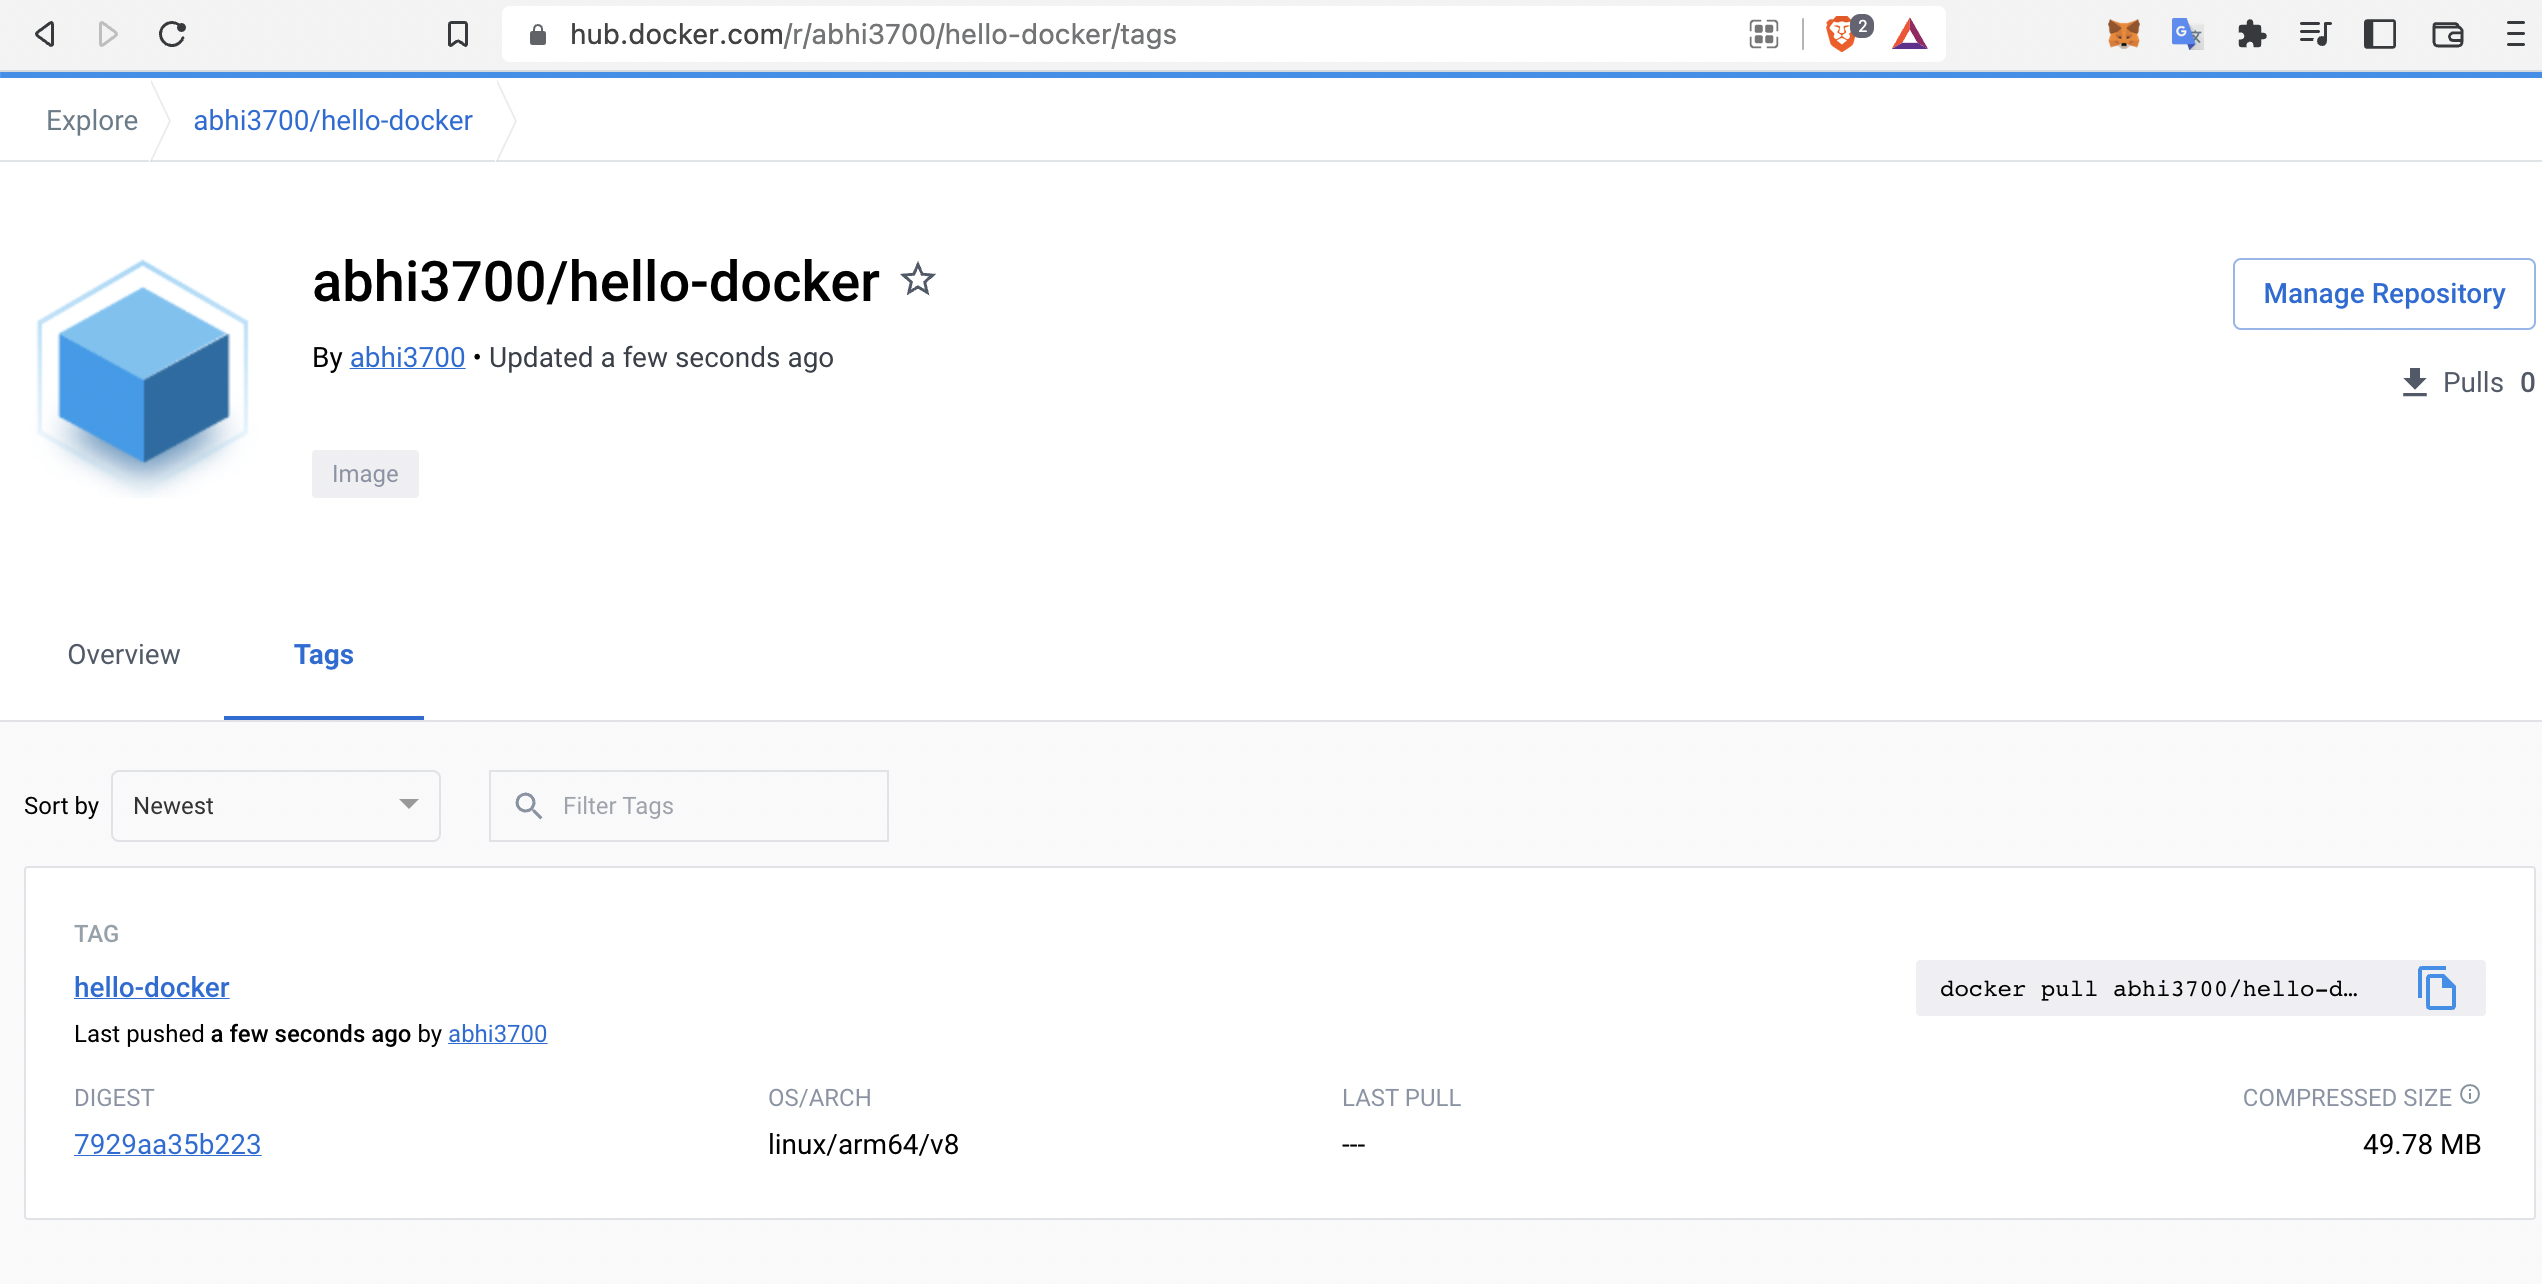 hub.docker.com/r/abhi3700/hello-docker/tags
2
Explore
abhi3700/hello-docker
abhi3700/hello-docker
Manage Repository
By abhi3700 • Updated a few seconds ago
Pulls 0
Image
Overview
Tags
Sort by
Newest
Filter Tags
TAG
hello-docker
docker pull abhi3700/hello-d…
Last pushed a few seconds ago by abhi3700
DIGEST
OS/ARCH
LAST PULL
COMPRESSED SIZE
7929aa35b223
linux/arm64/v8
---
49.78 MB